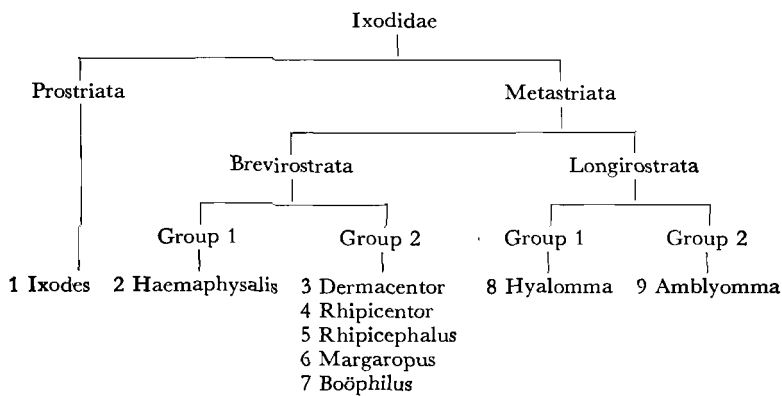 Ixodidae
Prostriata Metastriata
Brevirostrata Longirostrata
Group 1 Group 2 Group 1 Group 2
1 Ixodes 2 Haemaphysalis 3 Dermacentor 8 Hyalomma 9 Amblyomma
4 Rhipicentor
5 Rhipicephalus
6 Margaropus
7 Boöphilus